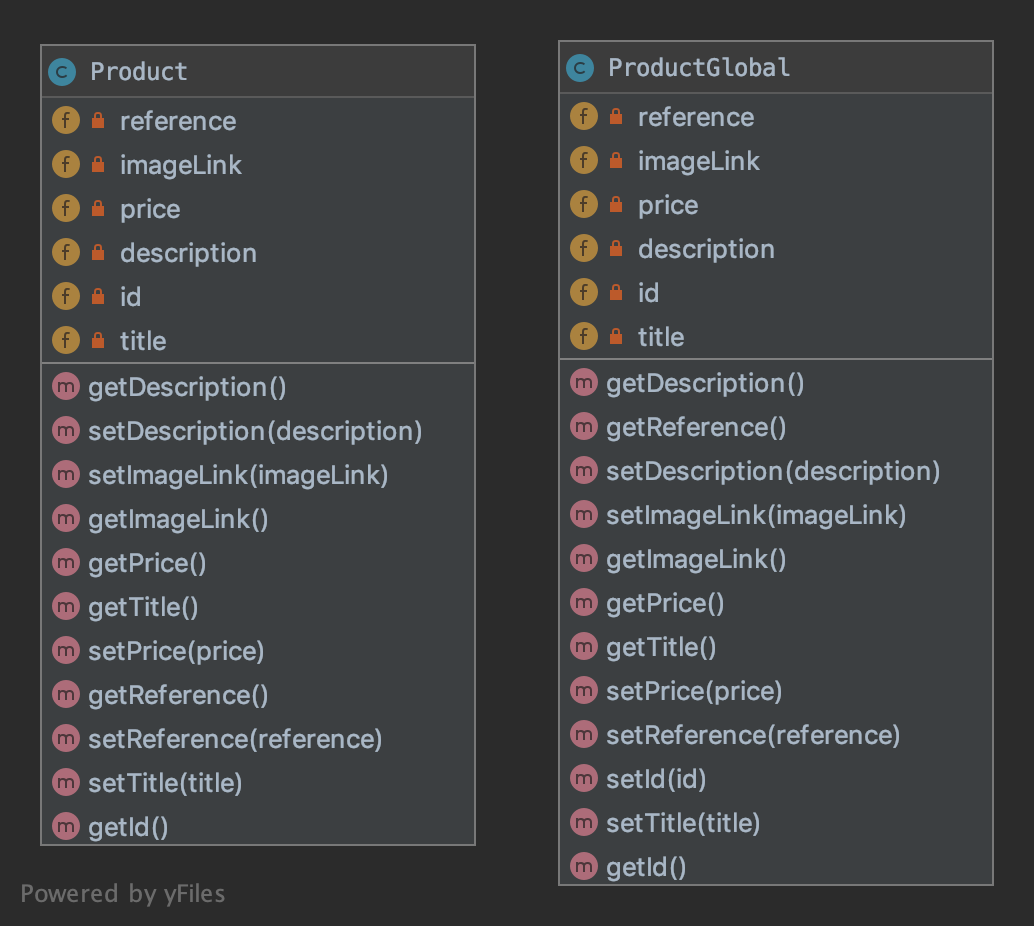 Product
reference
imageLink
price
description
id
title
getDescription()
setDescription(description)
setImageLink(imageLink)
getImageLink()
getPrice()
getTitle()
setPrice(price)
getReference()
setReference(reference)
setTitle(title)
getId()
ProductGlobal
reference
imageLink
price
description
id
title
getDescription()
getReference()
setDescription(description)
setImageLink(imageLink)
getImageLink()
getPrice()
getTitle()
setPrice(price)
setReference(reference)
setId(id)
setTitle(title)
getId()
Powered by yFiles